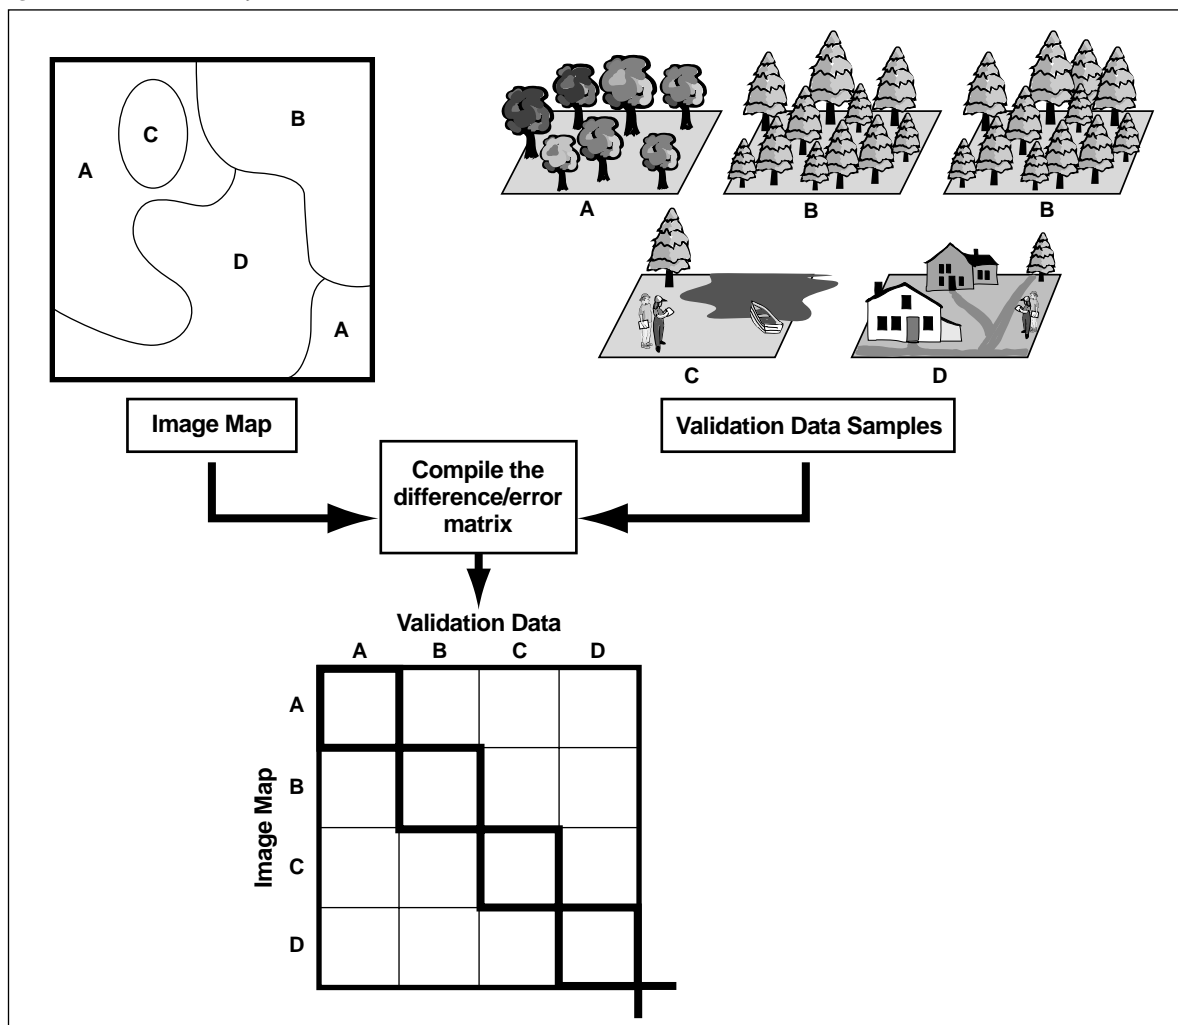 A
C
B
D
A
A
B
B
C
D
Image Map
Validation Data Samples
Compile the
difference/error
matrix
Validation Data
A B C D
A
B
C
D
Image Map